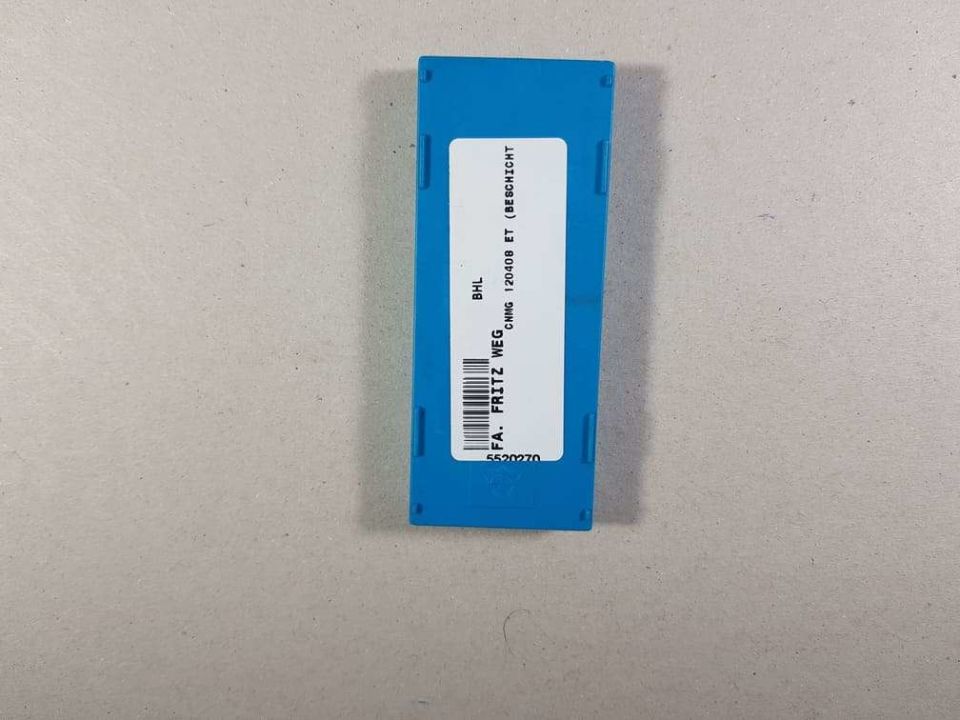 BHL
FA. FRITZ WEG
CNMG 120408 ET (BESCHICHT
5520270